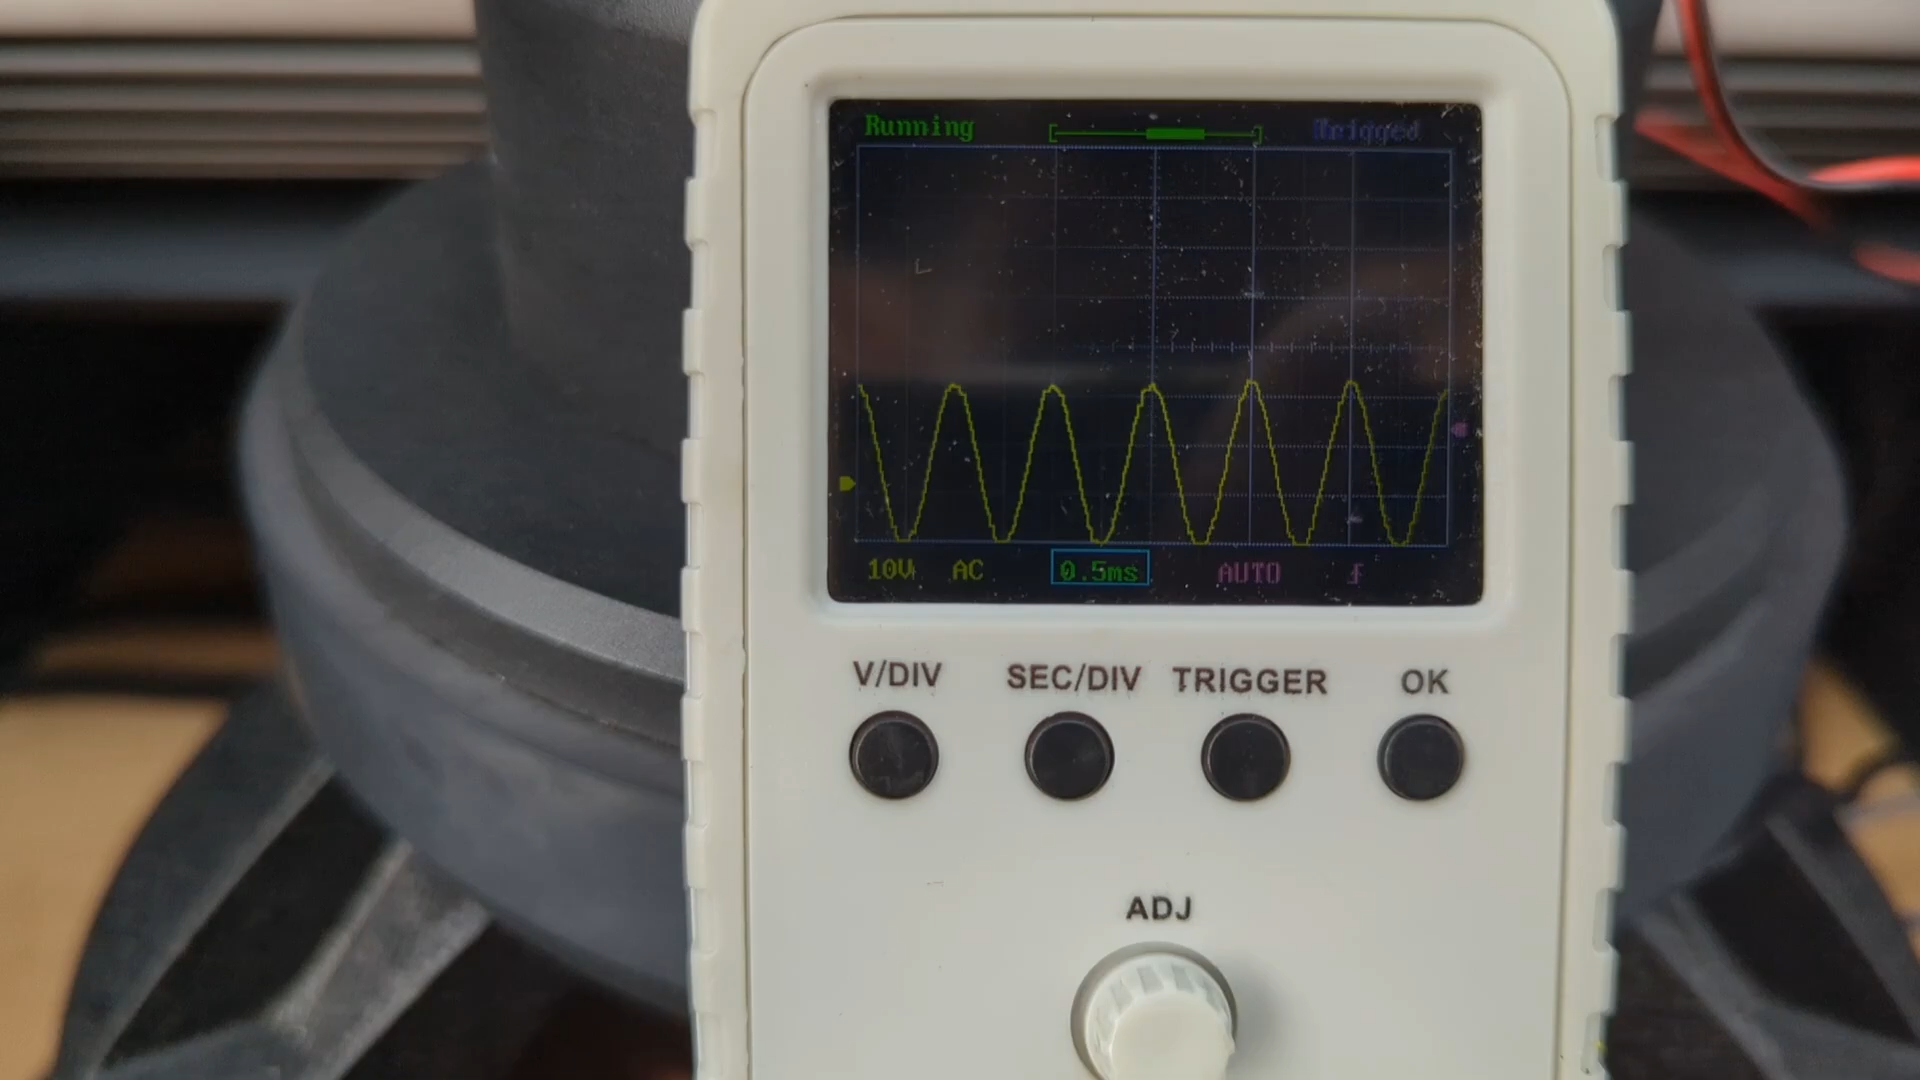 Running Trigged
10V AC 0.5ms AUTO
V/DIV SEC/DIV TRIGGER OK
ADJ